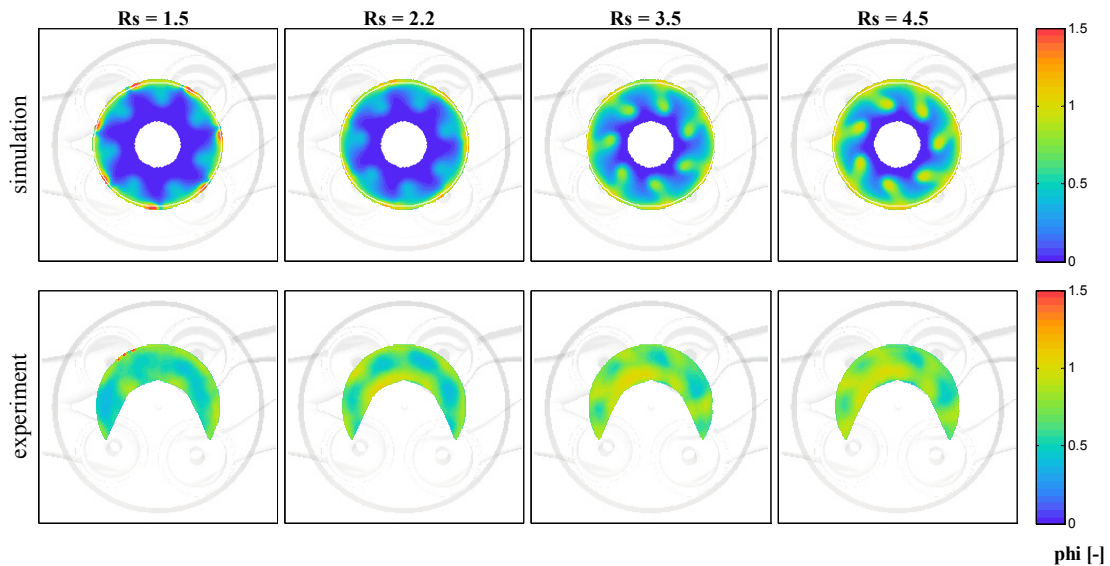 Rs = 1.5 Rs = 2.2 Rs = 3.5 Rs = 4.5
simulation
1.5
1
0.5
0
experiment
1.5
1
0.5
0
phi [-]